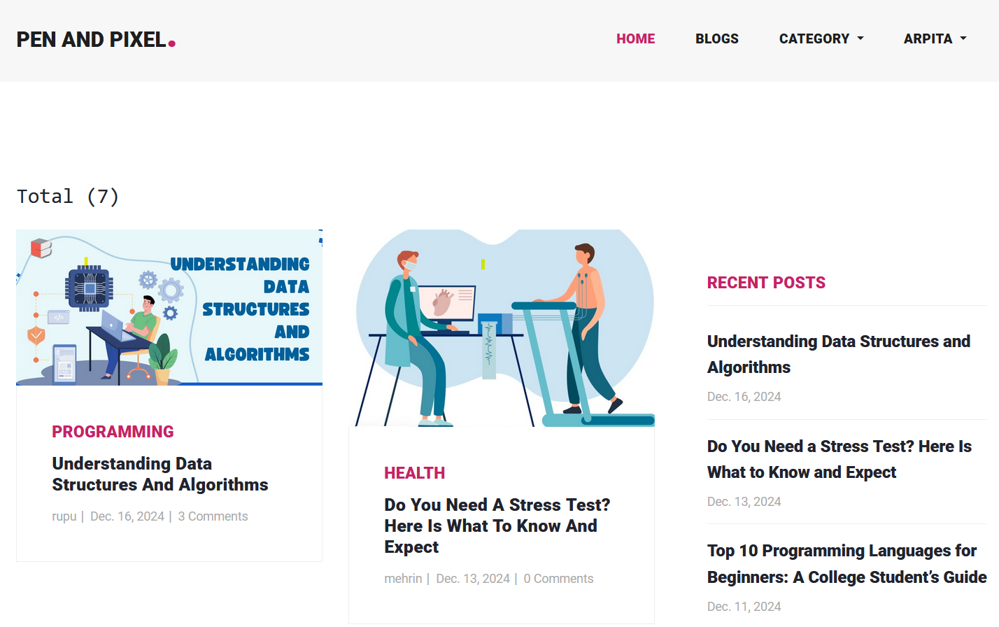 PEN AND PIXEL.
HOME
BLOGS
CATEGORY
ARPITA
Total (7)
UNDERSTANDING
DATA
STRUCTURES
AND
ALGORITHMS
</>
PROGRAMMING
Understanding Data
Structures And Algorithms
rupu | Dec. 16, 2024 | 3 Comments
HEALTH
Do You Need A Stress Test?
Here Is What To Know And
Expect
mehrin | Dec. 13, 2024 | 0 Comments
RECENT POSTS
Understanding Data Structures and
Algorithms
Dec. 16, 2024
Do You Need a Stress Test? Here Is
What to Know and Expect
Dec. 13, 2024
Top 10 Programming Languages for
Beginners: A College Student’s Guide
Dec. 11, 2024